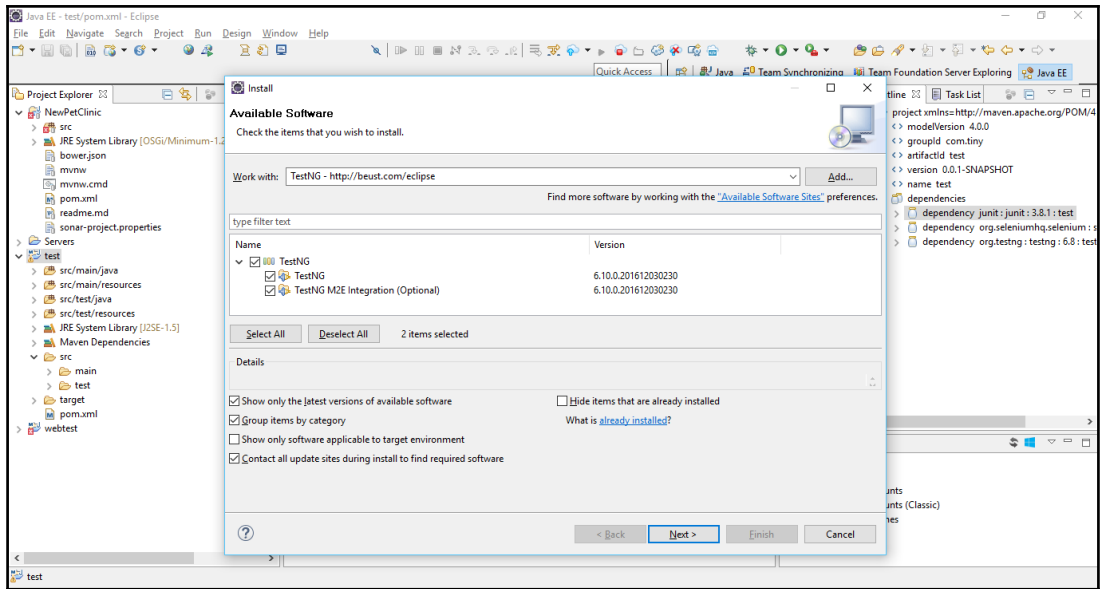 Java EE - test/pom.xml - Eclipse
File Edit Navigate Search Project Run Design Window Help
Quick Access Java Team Synchronizing Team Foundation Server Exploring Java EE
Project Explorer
NewPetClinic
src
JRE System Library [OSGi/Minimum-1.2
bower.json
mvnw
mvnw.cmd
pom.xml
readme.md
sonar-project.properties
Servers
test
src/main/java
src/main/resources
src/test/java
src/test/resources
JRE System Library [J2SE-1.5]
Maven Dependencies
src
main
test
target
pom.xml
webtest
Install
Available Software
Check the items that you wish to install.
Work with: TestNG - http://beust.com/eclipse Add...
Find more software by working with the "Available Software Sites" preferences.
type filter text
Name Version
TestNG
TestNG 6.10.0.201612030230
TestNG M2E Integration (Optional) 6.10.0.201612030230
Select All Deselect All 2 items selected
Details
Show only the latest versions of available software Hide items that are already installed
Group items by category What is already installed?
Show only software applicable to target environment
Contact all update sites during install to find required software
< Back Next > Finish Cancel
tline Task List
project xmlns=http://maven.apache.org/POM/4
modelVersion 4.0.0
groupId com.tiny
artifactId test
version 0.0.1-SNAPSHOT
name test
dependencies
dependency junit : junit : 3.8.1 : test
dependency org.seleniumhq.selenium : s
dependency org.testng : testng : 6.8 : test
unts
unts (Classic)
nes
test